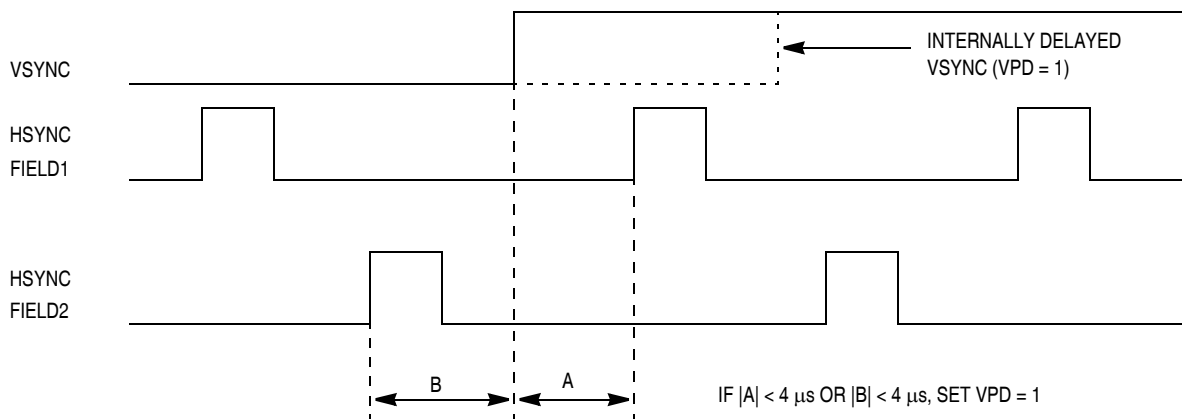 INTERNALLY DELAYED
VSYNC (VPD = 1)
VSYNC
HSYNC
FIELD1
HSYNC
FIELD2
B
A
IF |A| < 4 μs OR |B| < 4 μs, SET VPD = 1